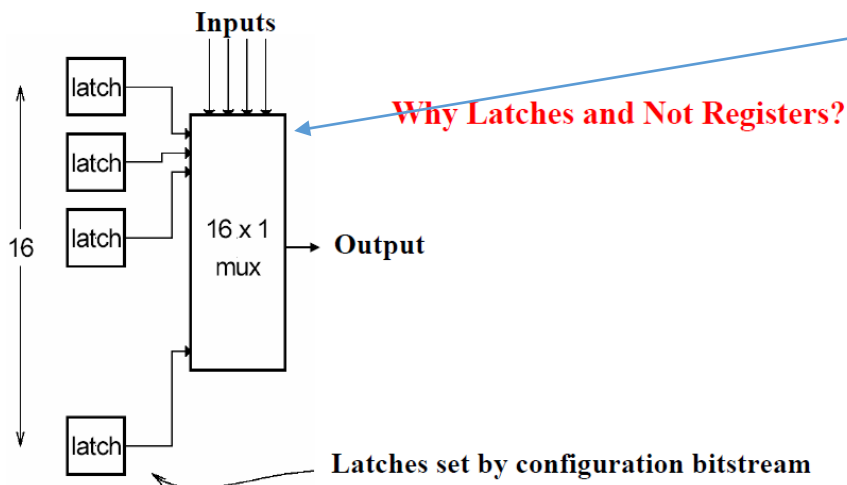 Inputs
latch
Why Latches and Not Registers?
latch
latch
16
16 x 1
mux
Output
latch
Latches set by configuration bitstream